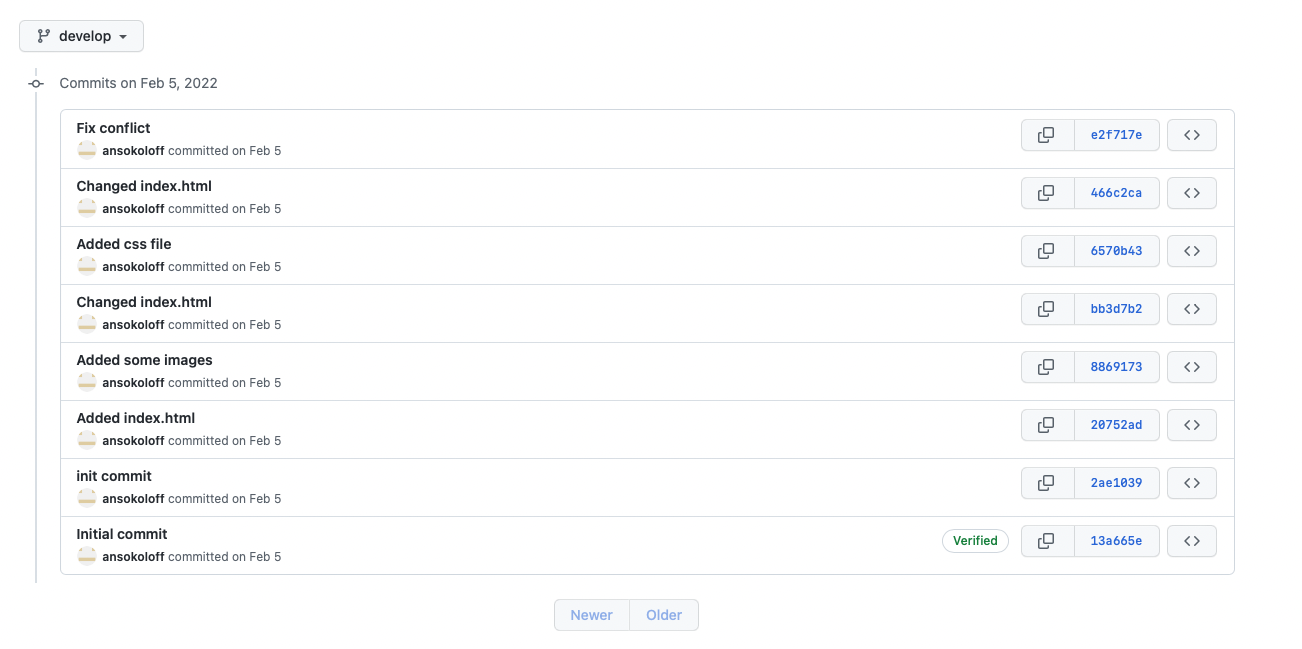 develop
Commits on Feb 5, 2022
Fix conflict
ansokoloff committed on Feb 5
e2f717e
Changed index.html
ansokoloff committed on Feb 5
466c2ca
Added css file
ansokoloff committed on Feb 5
6570b43
Changed index.html
ansokoloff committed on Feb 5
bb3d7b2
Added some images
ansokoloff committed on Feb 5
8869173
Added index.html
ansokoloff committed on Feb 5
20752ad
init commit
ansokoloff committed on Feb 5
2ae1039
Initial commit
ansokoloff committed on Feb 5
Verified
13a665e
Newer Older